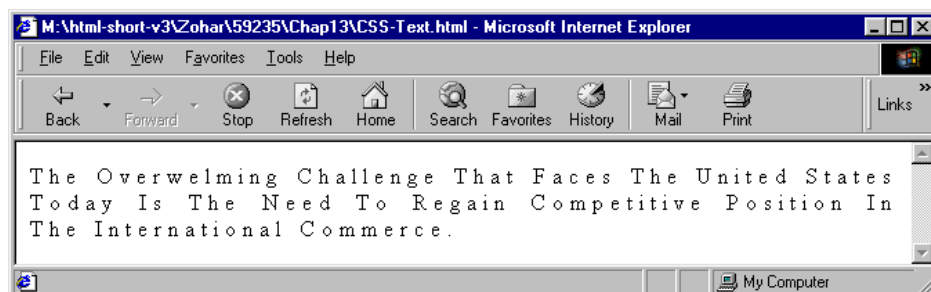 M:\html-short-v3\Zohar\59235\Chap13\CSS-Text.html - Microsoft Internet Explorer
File Edit View Favorites Tools Help
Back Forward Stop Refresh Home Search Favorites History Mail Print Links »
The Overwelming Challenge That Faces The United States
Today Is The Need To Regain Competitive Position In
The International Commerce.
My Computer